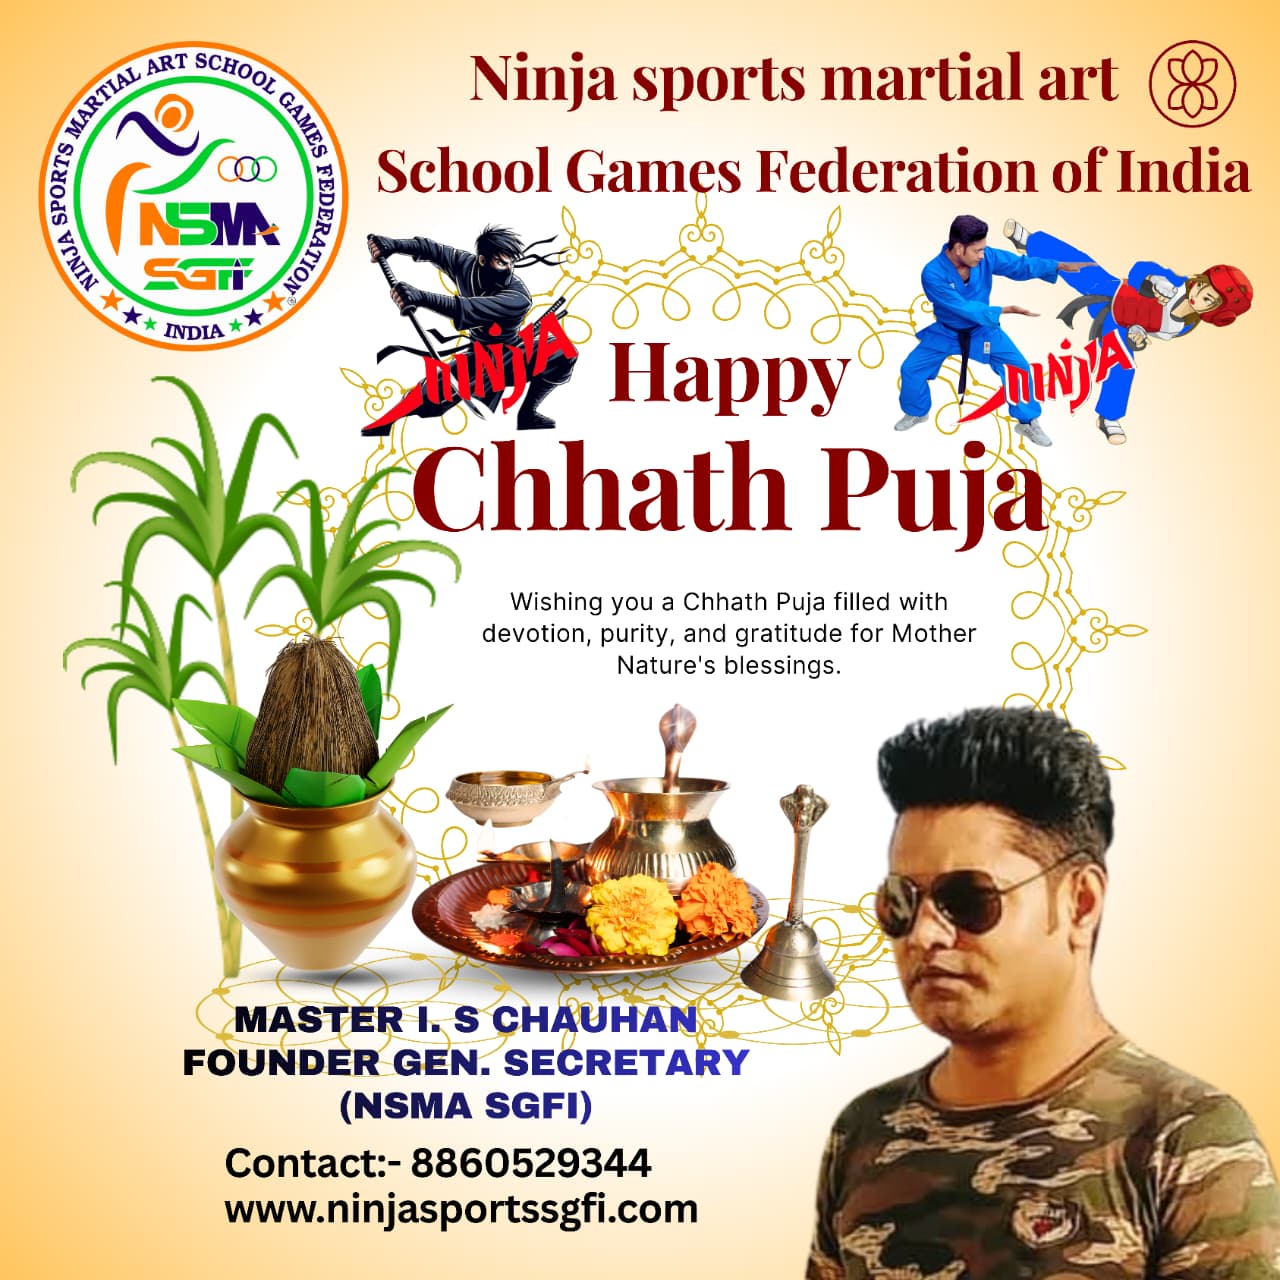 NINJA SPORTS MARTIAL ART SCHOOL GAMES FEDERATION
®
NSMA
SGFI
INDIA
Ninja sports martial art
School Games Federation of India
NINJA
NINJA
Happy
Chhath Puja
Wishing you a Chhath Puja filled with
devotion, purity, and gratitude for Mother
Nature's blessings.
MASTER I. S CHAUHAN
FOUNDER GEN. SECRETARY
(NSMA SGFI)
Contact:- 8860529344
www.ninjasportssgfi.com